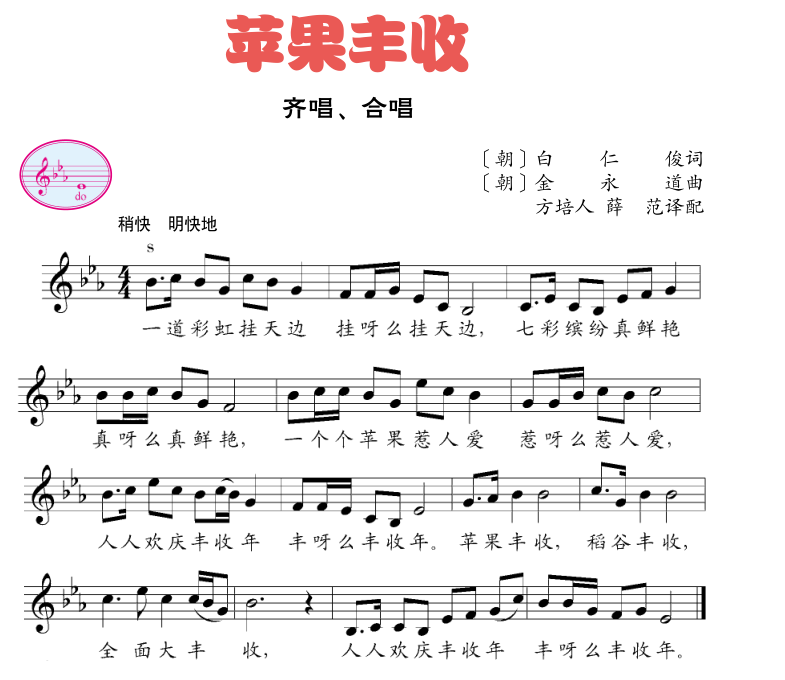 苹果丰收
齐唱、合唱
do
〔朝〕白 仁 俊词
〔朝〕金 永 道曲
方培人 薛 范译配
稍快 明快地
s
4
4
一道彩虹挂天边 挂呀么挂天边, 七彩缤纷真鲜艳
真呀么真鲜艳, 一个个苹果惹人爱 惹呀么惹人爱,
人人欢庆丰收年 丰呀么丰收年。苹果丰收, 稻谷丰收,
全面大丰收, 人人欢庆丰收年 丰呀么丰收年。